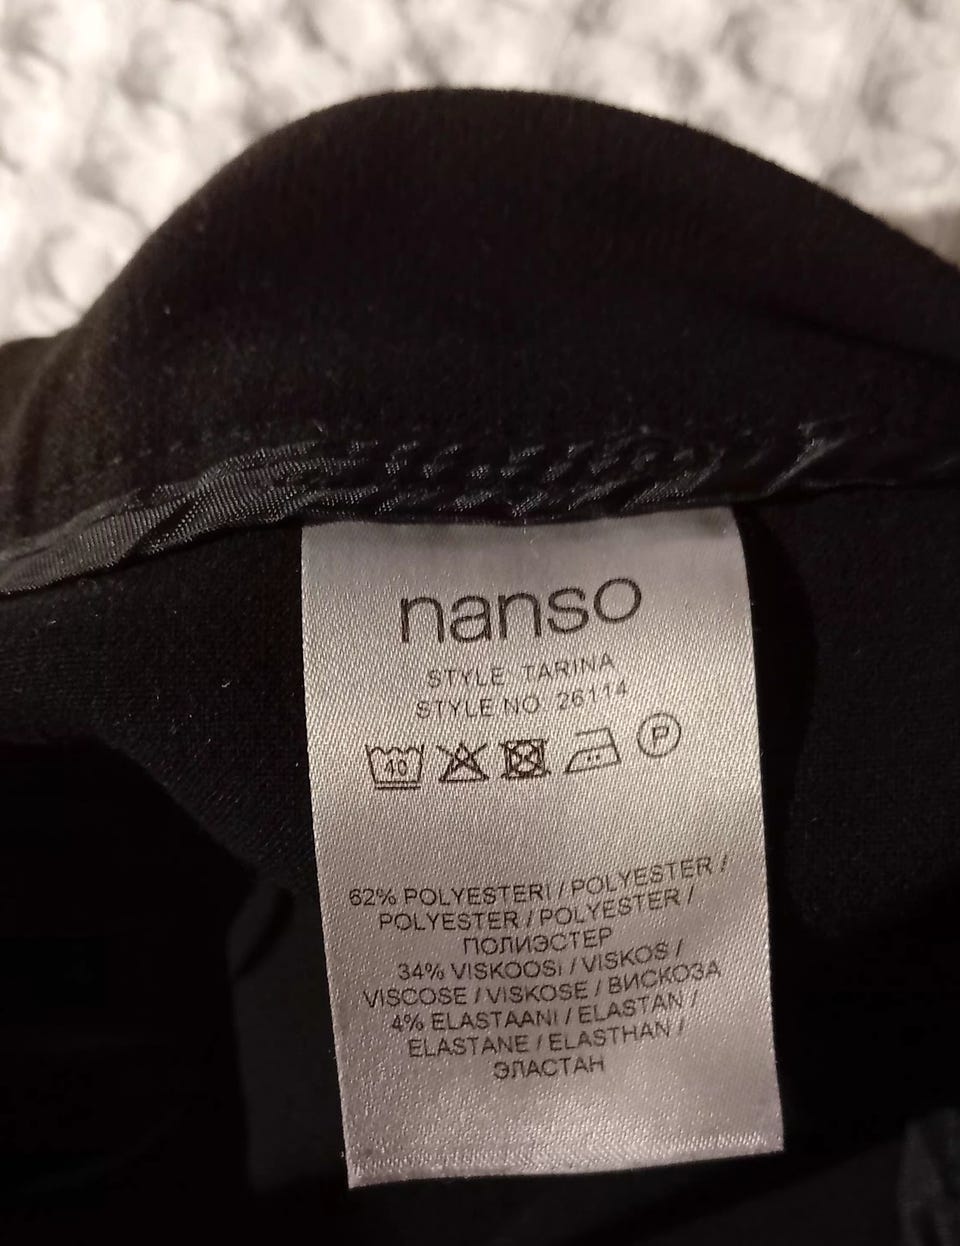 nanso
STYLE: TARINA
STYLE NO. 26114
40 P
62% POLYESTERI / POLYESTER /
POLYESTER / POLYESTER /
ПОЛИЭСТЕР
34% VISKOOSI / VISKOS /
VISCOSE / VISKOSE / ВИСКОЗА
4% ELASTAANI / ELASTAN /
ELASTANE / ELASTHAN /
ЭЛАСТАН